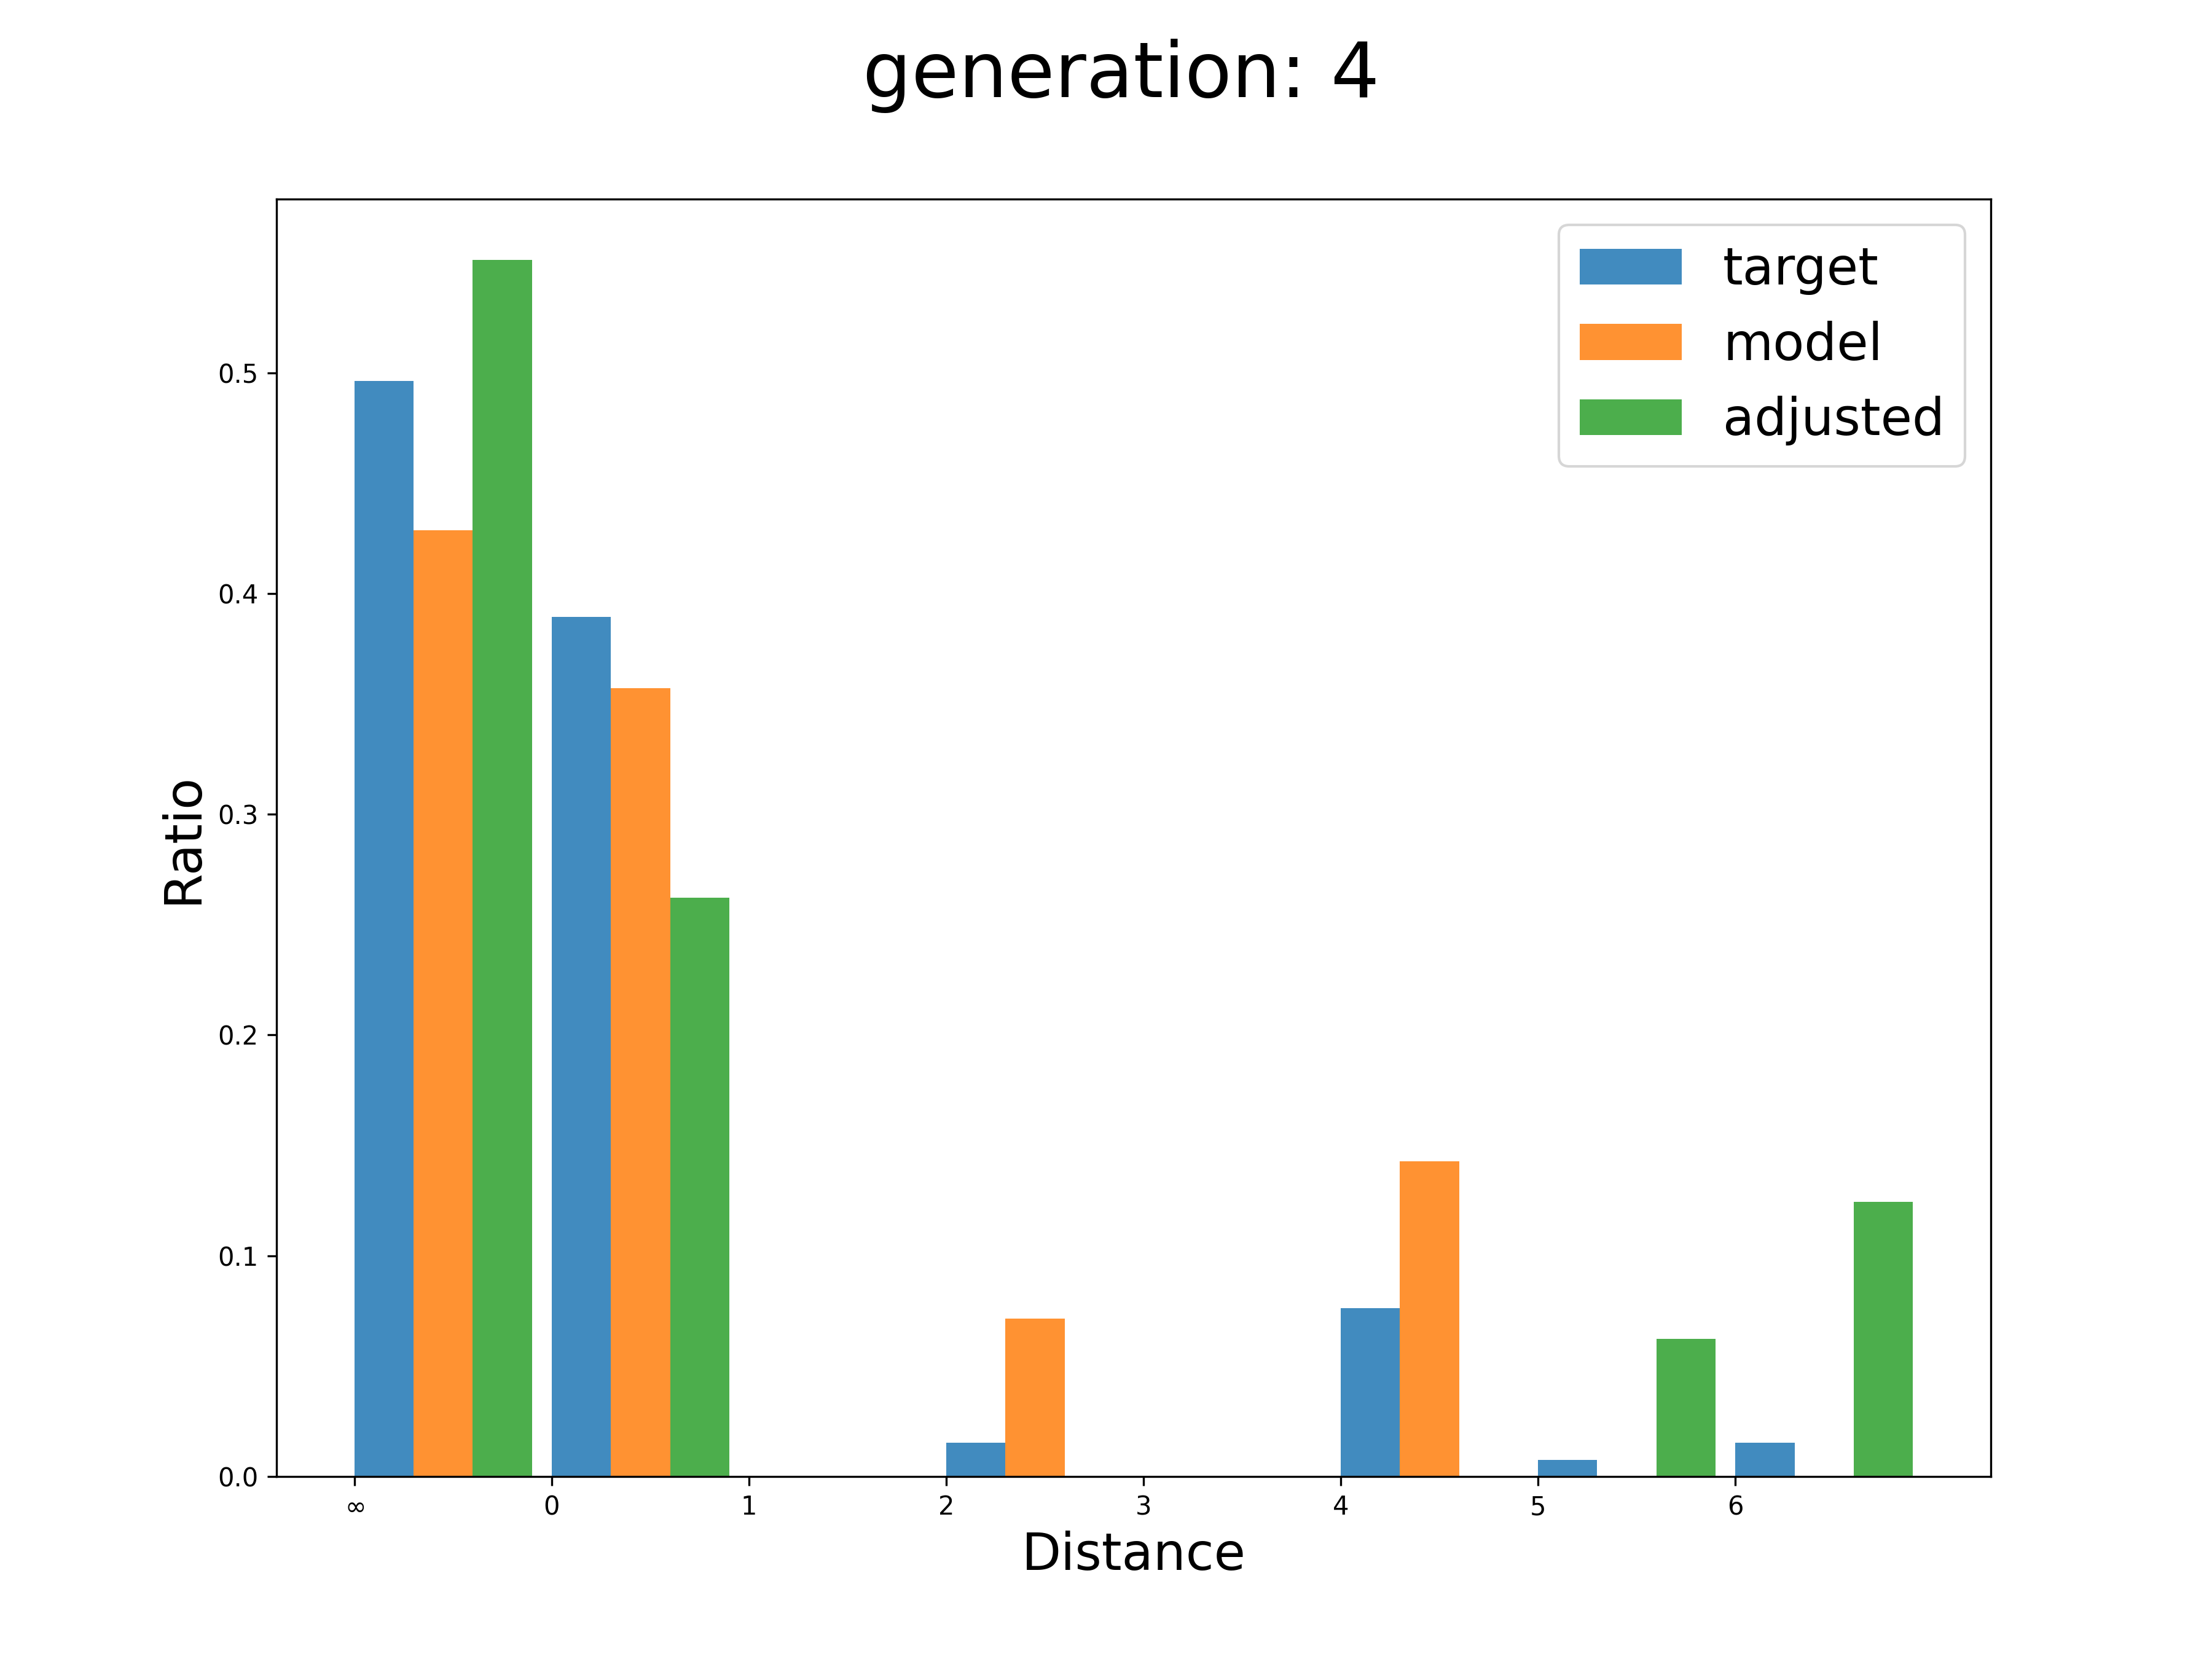 generation: 4
target
model
adjusted
Ratio
0.5
0.4
0.3
0.2
0.1
0.0
∞ 0 1 2 3 4 5 6
Distance